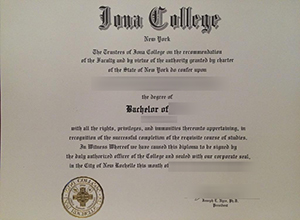 Iona College
New York
The Trustees of Iona College on the recommendation
of the Faculty and by virtue of the authority granted by charter
of the State of New York do confer upon
the degree of
Bachelor of
with all the rights, privileges, and immunities thereunto appertaining, in
recognition of the successful completion of the requisite course of studies.
In Witness Whereof we have caused this diploma to be signed by
the duly authorized officer of the College and sealed with our corporate seal,
in the City of New Rochelle this month of
President